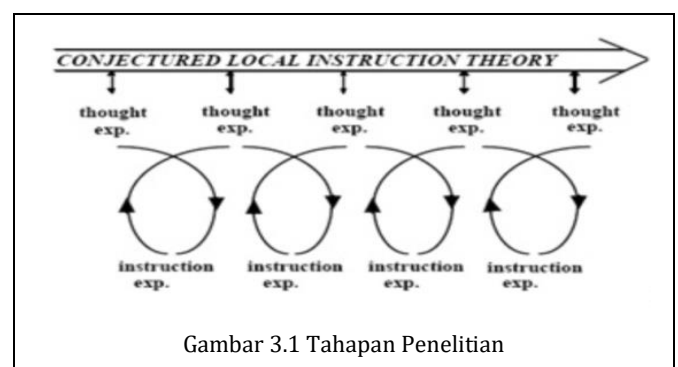 CONJECTURED LOCAL INSTRUCTION THEORY
thought exp.
thought exp.
thought exp.
thought exp.
thought exp.
instruction exp.
instruction exp.
instruction exp.
instruction exp.
Gambar 3.1 Tahapan Penelitian